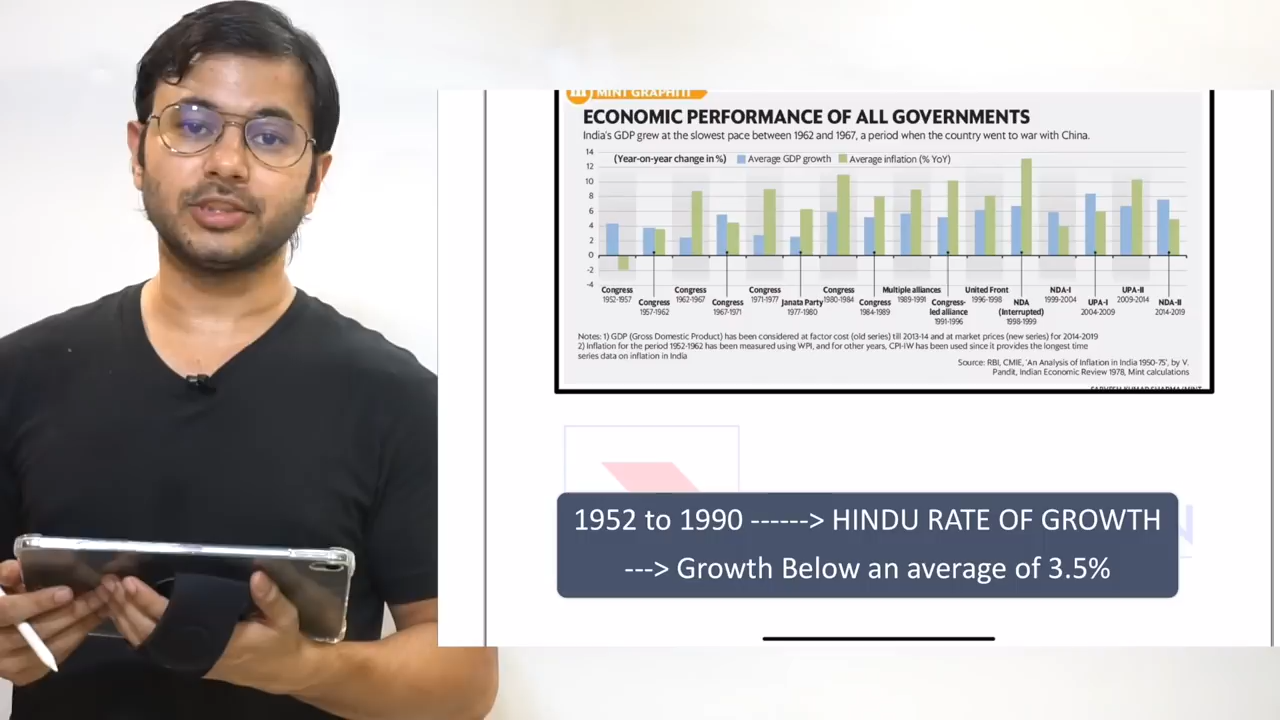 MINT GRAPHITI
ECONOMIC PERFORMANCE OF ALL GOVERNMENTS
India's GDP grew at the slowest pace between 1962 and 1967, a period when the country went to war with China.
(Year-on-year change in %) Average GDP growth Average inflation (% YoY)
14
12
10
8
6
4
2
0
-2
-4
Congress 1952-1957
Congress 1957-1962
Congress 1962-1967
Congress 1967-1971
Congress 1971-1977
Janata Party 1977-1980
Congress 1980-1984
Congress 1984-1989
Multiple alliances 1989-1991
Congress-led alliance 1991-1996
United Front 1996-1998
NDA (Interrupted) 1998-1999
NDA-I 1999-2004
UPA-I 2004-2009
UPA-II 2009-2014
NDA-II 2014-2019
Notes: 1) GDP (Gross Domestic Product) has been considered at factor cost (old series) till 2013-14 and at market prices (new series) for 2014-2019
2) Inflation for the period 1952-1962 has been measured using WPI, and for other years, CPI-IW has been used since it provides the longest time
series data on inflation in India
Source: RBI, CMIE, 'An Analysis of Inflation in India 1950-75', by V.
Pandit, Indian Economic Review 1978, Mint calculations
1952 to 1990 ------> HINDU RATE OF GROWTH
---> Growth Below an average of 3.5%